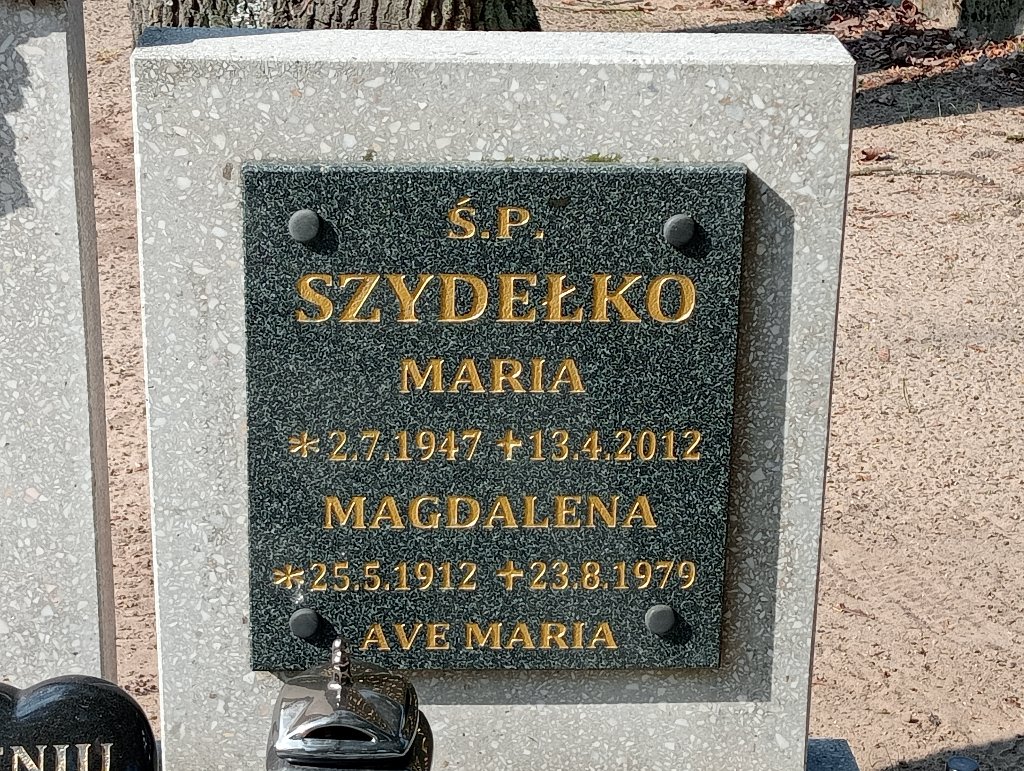 Ś.P.
SZYDEŁKO
MARIA
*2.7.1947 +13.4.2012
MAGDALENA
*25.5.1912 +23.8.1979
AVE MARIA